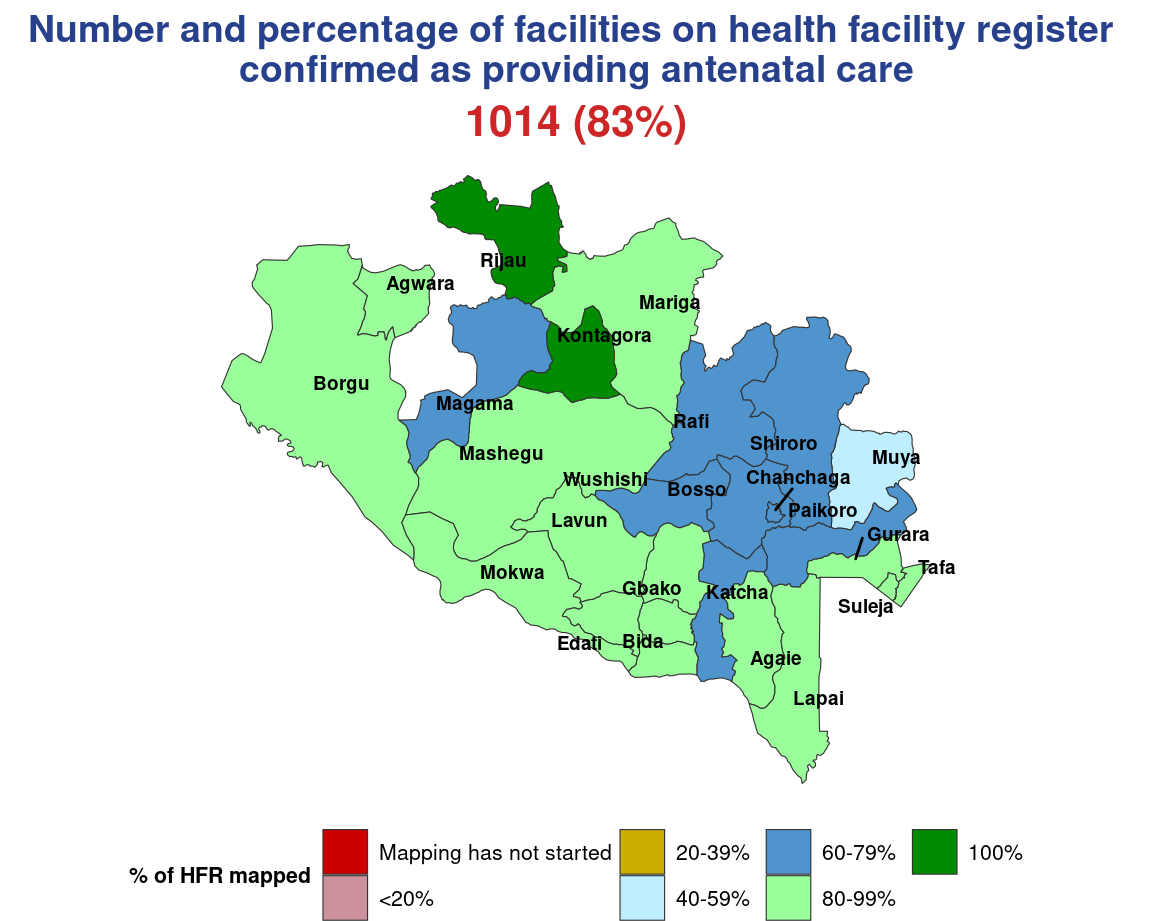 Number and percentage of facilities on health facility register
confirmed as providing antenatal care
1014 (83%)
Rijau
Agwara
Mariga
Kontagora
Borgu
Magama
Rafi
Shiroro
Mashegu
Muya
Wushishi
Chanchaga
Bosso
Paikoro
Lavun
Gurara
Tafa
Mokwa
Gbako
Katcha
Suleja
Edati
Bida
Agaie
Lapai
% of HFR mapped
Mapping has not started
20-39%
60-79%
100%
<20%
40-59%
80-99%